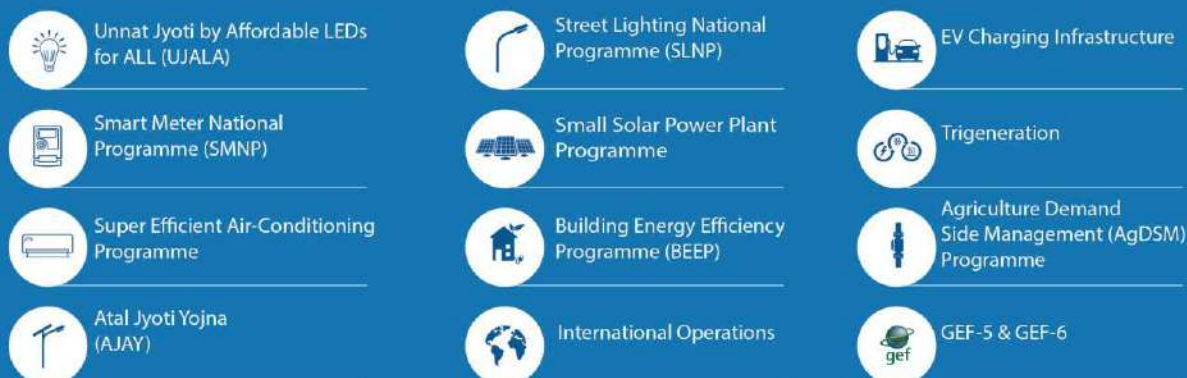 Unnat Jyoti by Affordable LEDs
for ALL (UJALA)
Street Lighting National
Programme (SLNP)
EV Charging Infrastructure
Smart Meter National
Programme (SMNP)
Small Solar Power Plant
Programme
Trigeneration
Super Efficient Air-Conditioning
Programme
Building Energy Efficiency
Programme (BEEP)
Agriculture Demand
Side Management (AgDSM)
Programme
Atal Jyoti Yojna
(AJAY)
International Operations
gef
GEF-5 & GEF-6